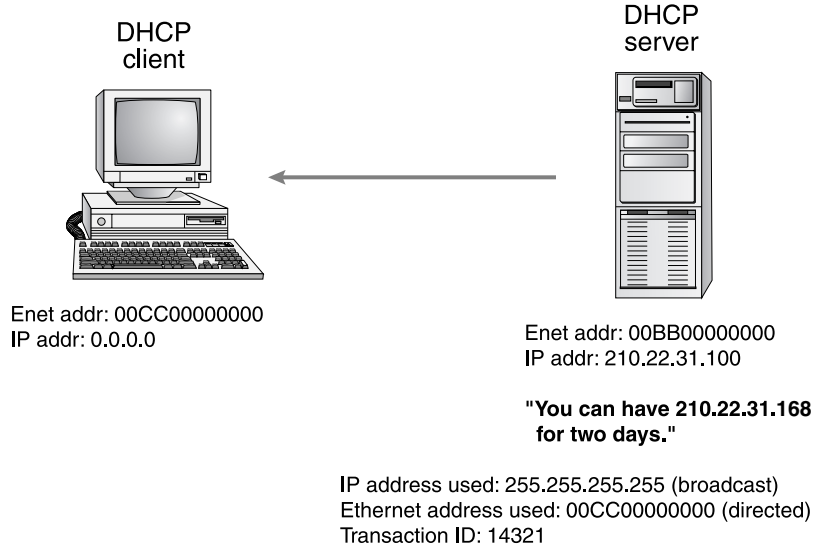 DHCP
client
DHCP
server
Enet addr: 00CC00000000
IP addr: 0.0.0.0
Enet addr: 00BB00000000
IP addr: 210.22.31.100
"You can have 210.22.31.168
for two days."
IP address used: 255.255.255.255 (broadcast)
Ethernet address used: 00CC00000000 (directed)
Transaction ID: 14321